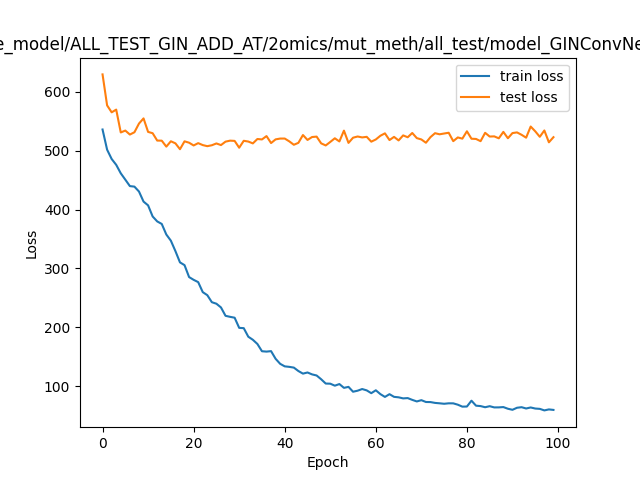 e_model/ALL_TEST_GIN_ADD_AT/2omics/mut_meth/all_test/model_GINConvNe
train loss
test loss
600
500
400
300
200
100
Loss
0
20
40
60
80
100
Epoch